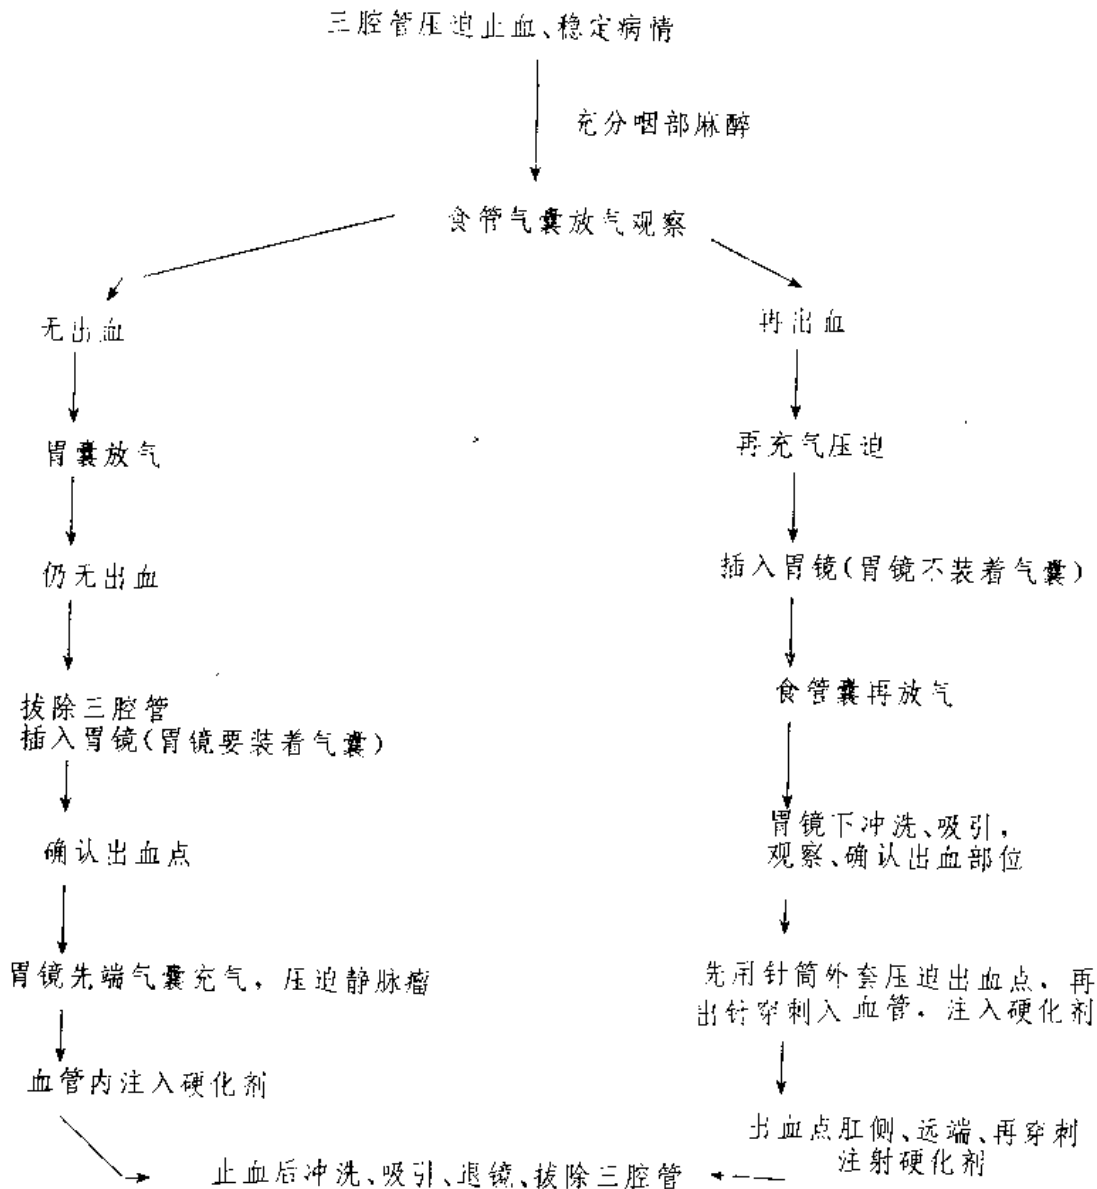 三腔管压迫止血、稳定病情
充分咽部麻醉
食管气囊放气观察
无出血
胃囊放气
仍无出血
拔除三腔管
插入胃镜(胃镜要装着气囊)
确认出血点
胃镜先端气囊充气，压迫静脉瘤
血管内注入硬化剂
再出血
再充气压迫
插入胃镜(胃镜不装着气囊)
食管囊再放气
胃镜下冲洗、吸引，
观察、确认出血部位
先用针筒外套压迫出血点，再
出针穿刺入血管，注入硬化剂
出血点肛侧、远端、再穿刺
注射硬化剂
止血后冲洗、吸引、退镜、拔除三腔管